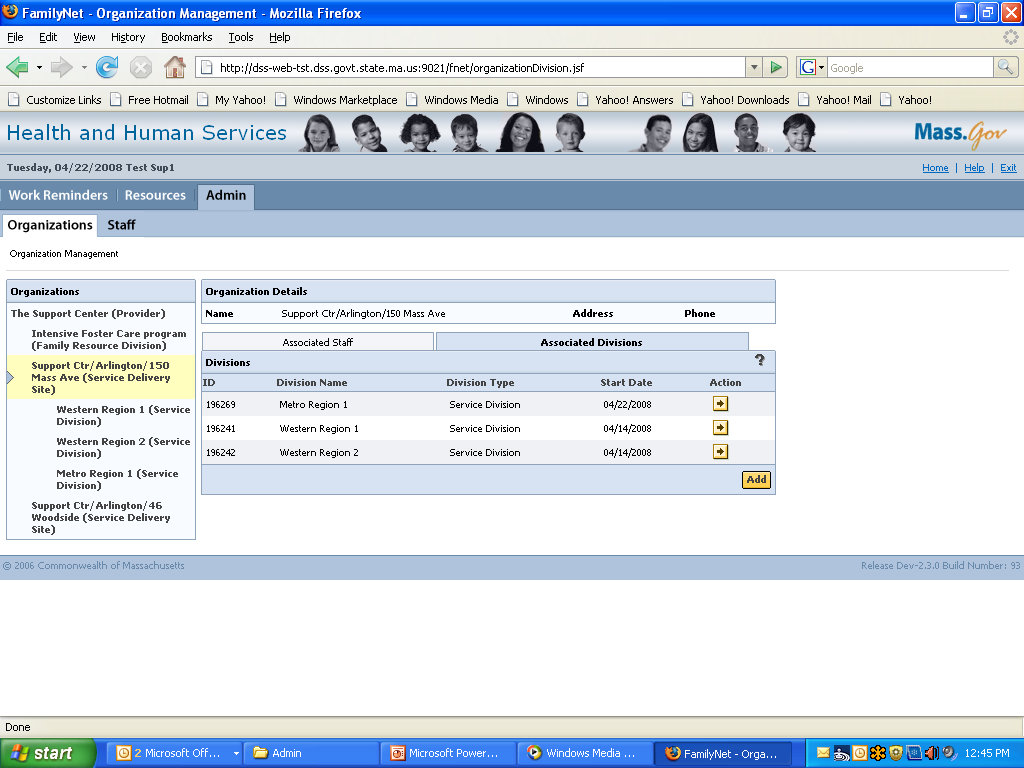 FamilyNet - Organization Management - Mozilla Firefox
File Edit View History Bookmarks Tools Help
http://dss-web-tst.dss.govt.state.ma.us:9021/fnet/organizationDivision.jsf
G Google
Customize Links Free Hotmail My Yahoo! Windows Marketplace Windows Media Windows Yahoo! Answers Yahoo! Downloads Yahoo! Mail Yahoo!
Health and Human Services
Mass.Gov
Tuesday, 04/22/2008 Test Sup1
Home | Help | Exit
Work Reminders | Resources Admin
Organizations Staff
Organization Management
Organizations
The Support Center (Provider)
Intensive Foster Care program
(Family Resource Division)
Support Ctr/Arlington/150
Mass Ave (Service Delivery
Site)
Western Region 1 (Service
Division)
Western Region 2 (Service
Division)
Metro Region 1 (Service
Division)
Support Ctr/Arlington/46
Woodside (Service Delivery
Site)
Organization Details
Name Support Ctr/Arlington/150 Mass Ave Address Phone
Associated Staff Associated Divisions
Divisions ?
ID Division Name Division Type Start Date Action
196269 Metro Region 1 Service Division 04/22/2008
196241 Western Region 1 Service Division 04/14/2008
196242 Western Region 2 Service Division 04/14/2008
Add
© 2006 Commonwealth of Massachusetts
Release Dev-2.3.0 Build Number: 93
Done
start 2 Microsoft Off... Admin Microsoft Power... Windows Media ... FamilyNet - Orga... 12:45 PM